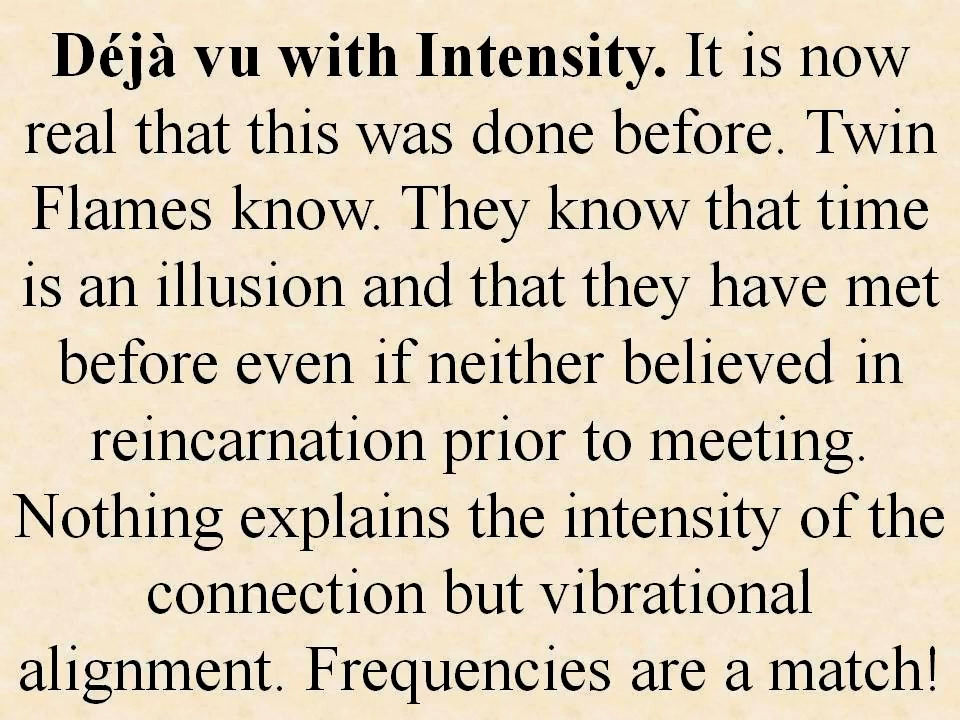 Déjà vu with Intensity. It is now
real that this was done before. Twin
Flames know. They know that time
is an illusion and that they have met
before even if neither believed in
reincarnation prior to meeting.
Nothing explains the intensity of the
connection but vibrational
alignment. Frequencies are a match!